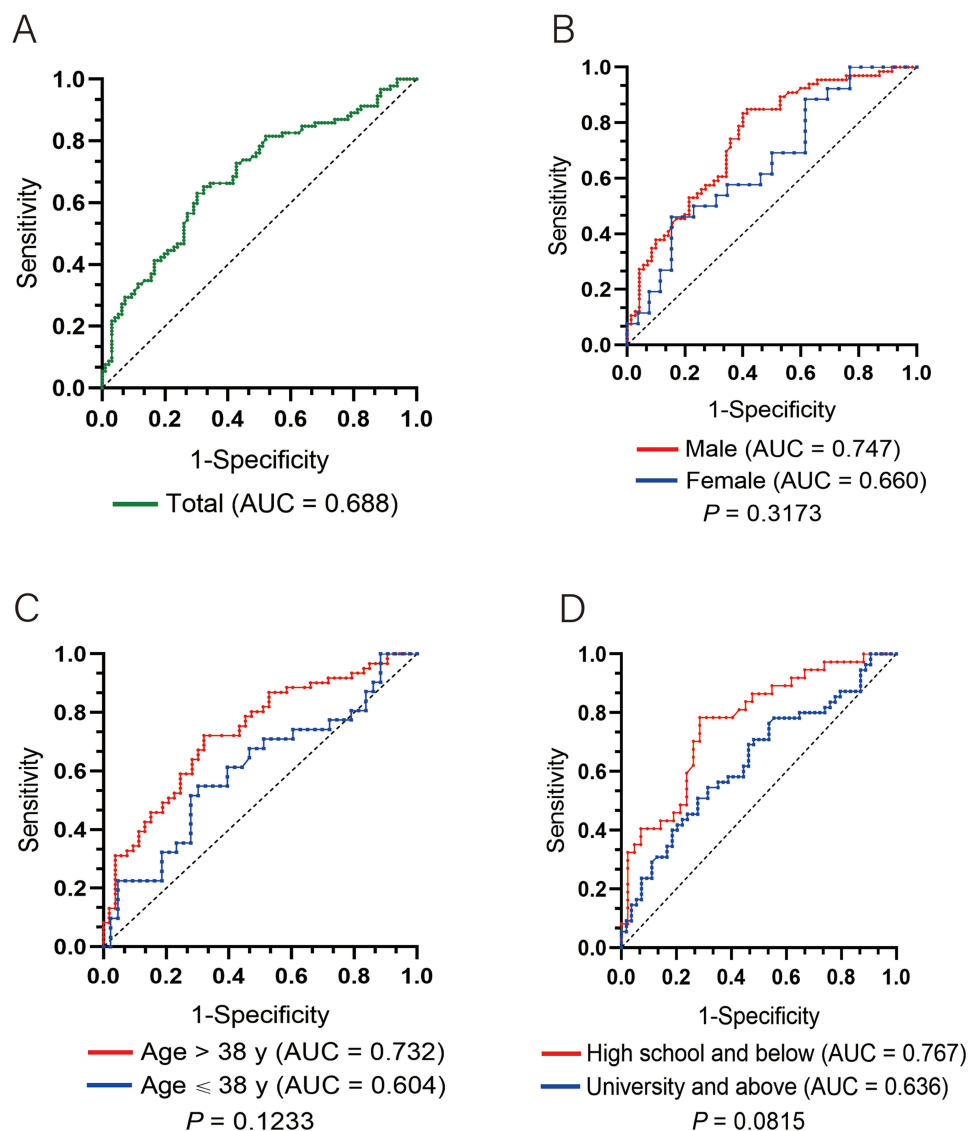 A
1.0
0.8
0.6
0.4
0.2
0.0
Sensitivity
0.0 0.2 0.4 0.6 0.8 1.0
1-Specificity
Total (AUC = 0.688)
B
1.0
0.8
0.6
0.4
0.2
0.0
Sensitivity
0.0 0.2 0.4 0.6 0.8 1.0
1-Specificity
Male (AUC = 0.747)
Female (AUC = 0.660)
P = 0.3173
C
1.0
0.8
0.6
0.4
0.2
0.0
Sensitivity
0.0 0.2 0.4 0.6 0.8 1.0
1-Specificity
Age > 38 y (AUC = 0.732)
Age ⩽ 38 y (AUC = 0.604)
P = 0.1233
D
1.0
0.8
0.6
0.4
0.2
0.0
Sensitivity
0.0 0.2 0.4 0.6 0.8 1.0
1-Specificity
High school and below (AUC = 0.767)
University and above (AUC = 0.636)
P = 0.0815